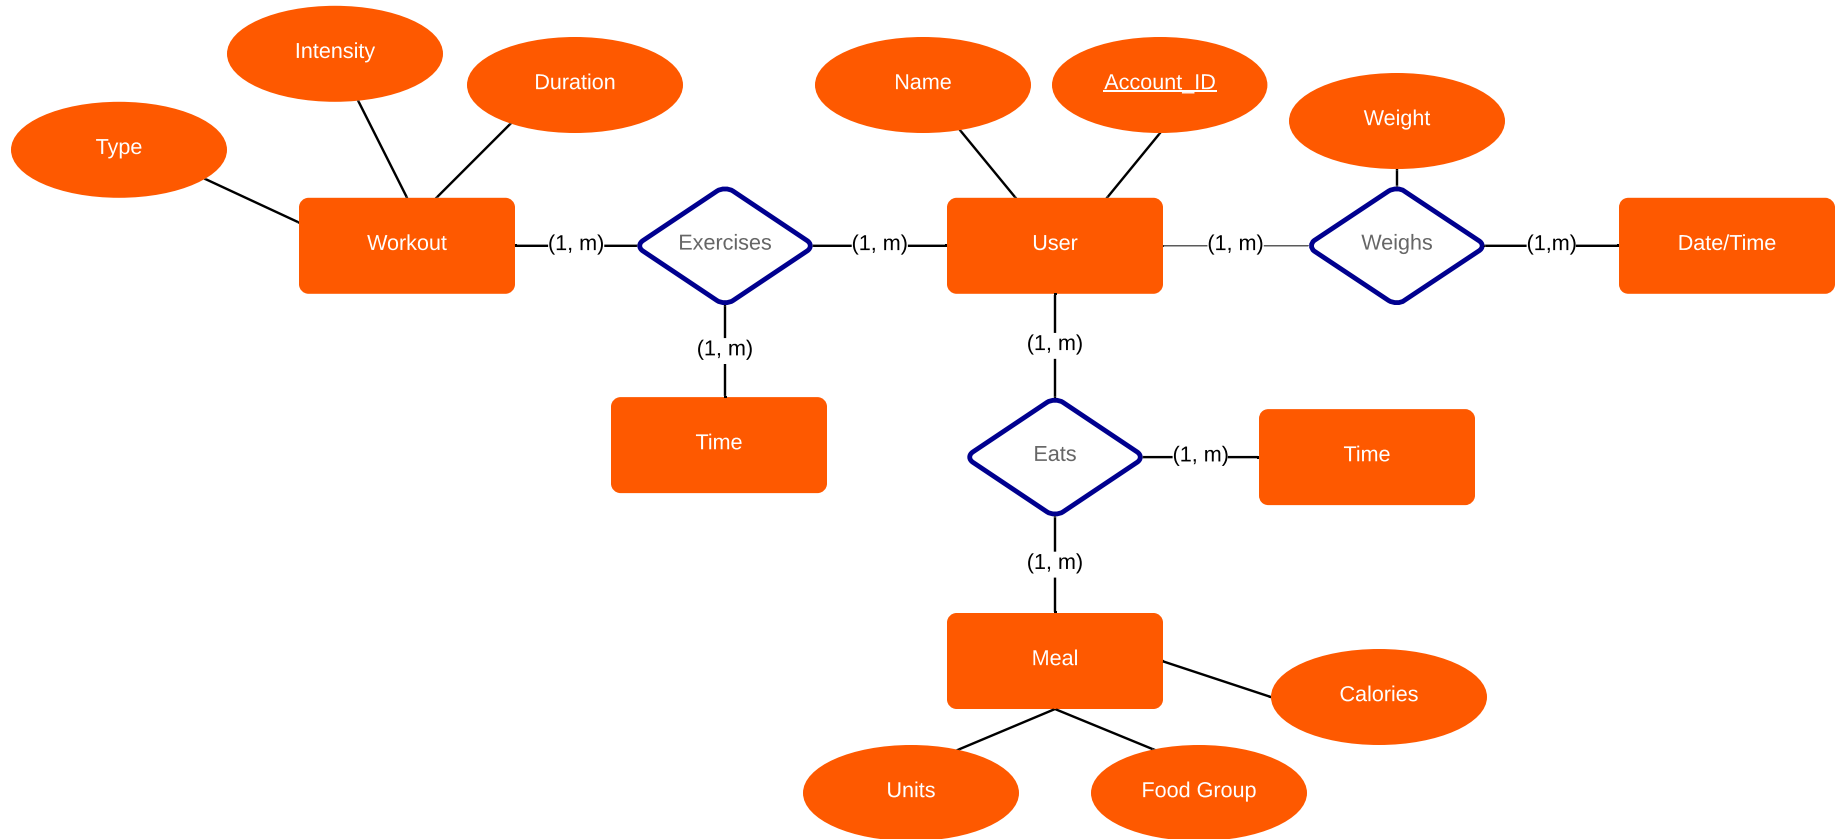 Intensity
Duration
Name
Account_ID
Weight
Type
Workout
(1, m)
Exercises
(1, m)
User
(1, m)
Weighs
(1,m)
Date/Time
(1, m)
(1, m)
Time
Eats
(1, m)
Time
(1, m)
Meal
Calories
Units
Food Group